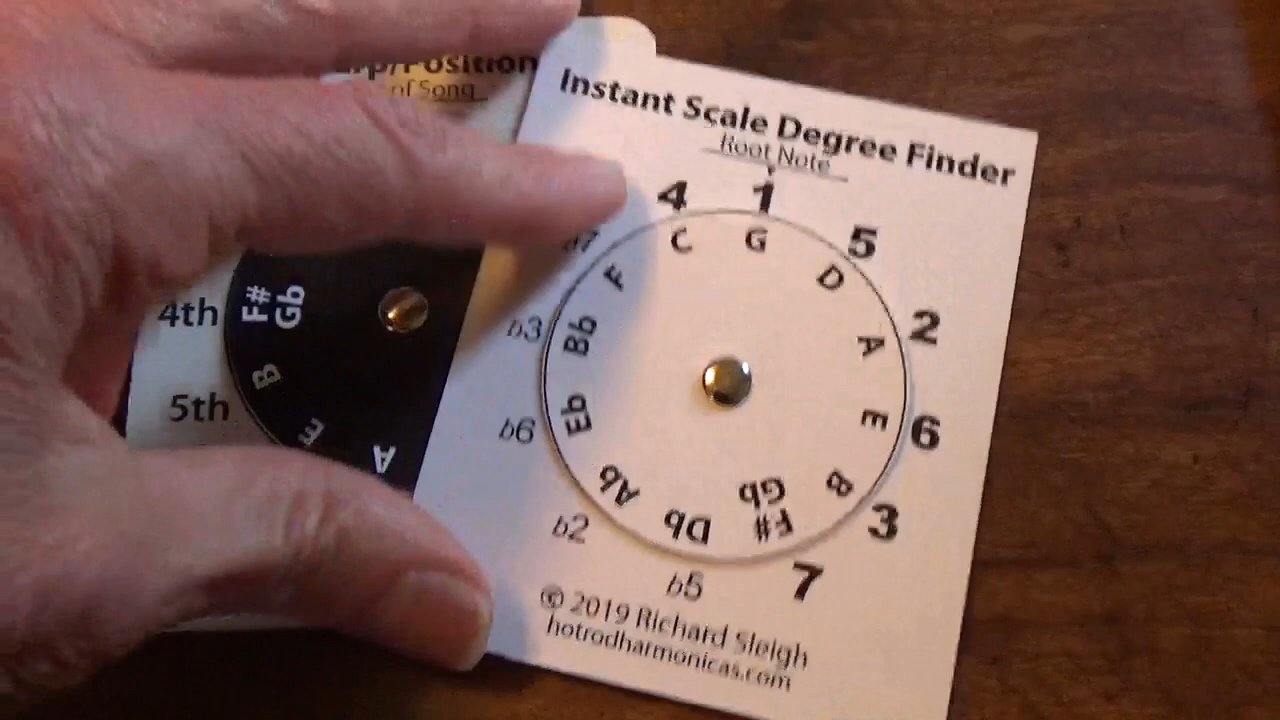 of Song
4th
F#
Gb
B
5th
E
A
Instant Scale Degree Finder
Root Note
4 1 5 2 6 3 7 b5 b2 b6 b3
C G D A E B
F#
Gb
Db Ab Eb Bb F
© 2019 Richard Sleigh
hotrodharmonicas.com